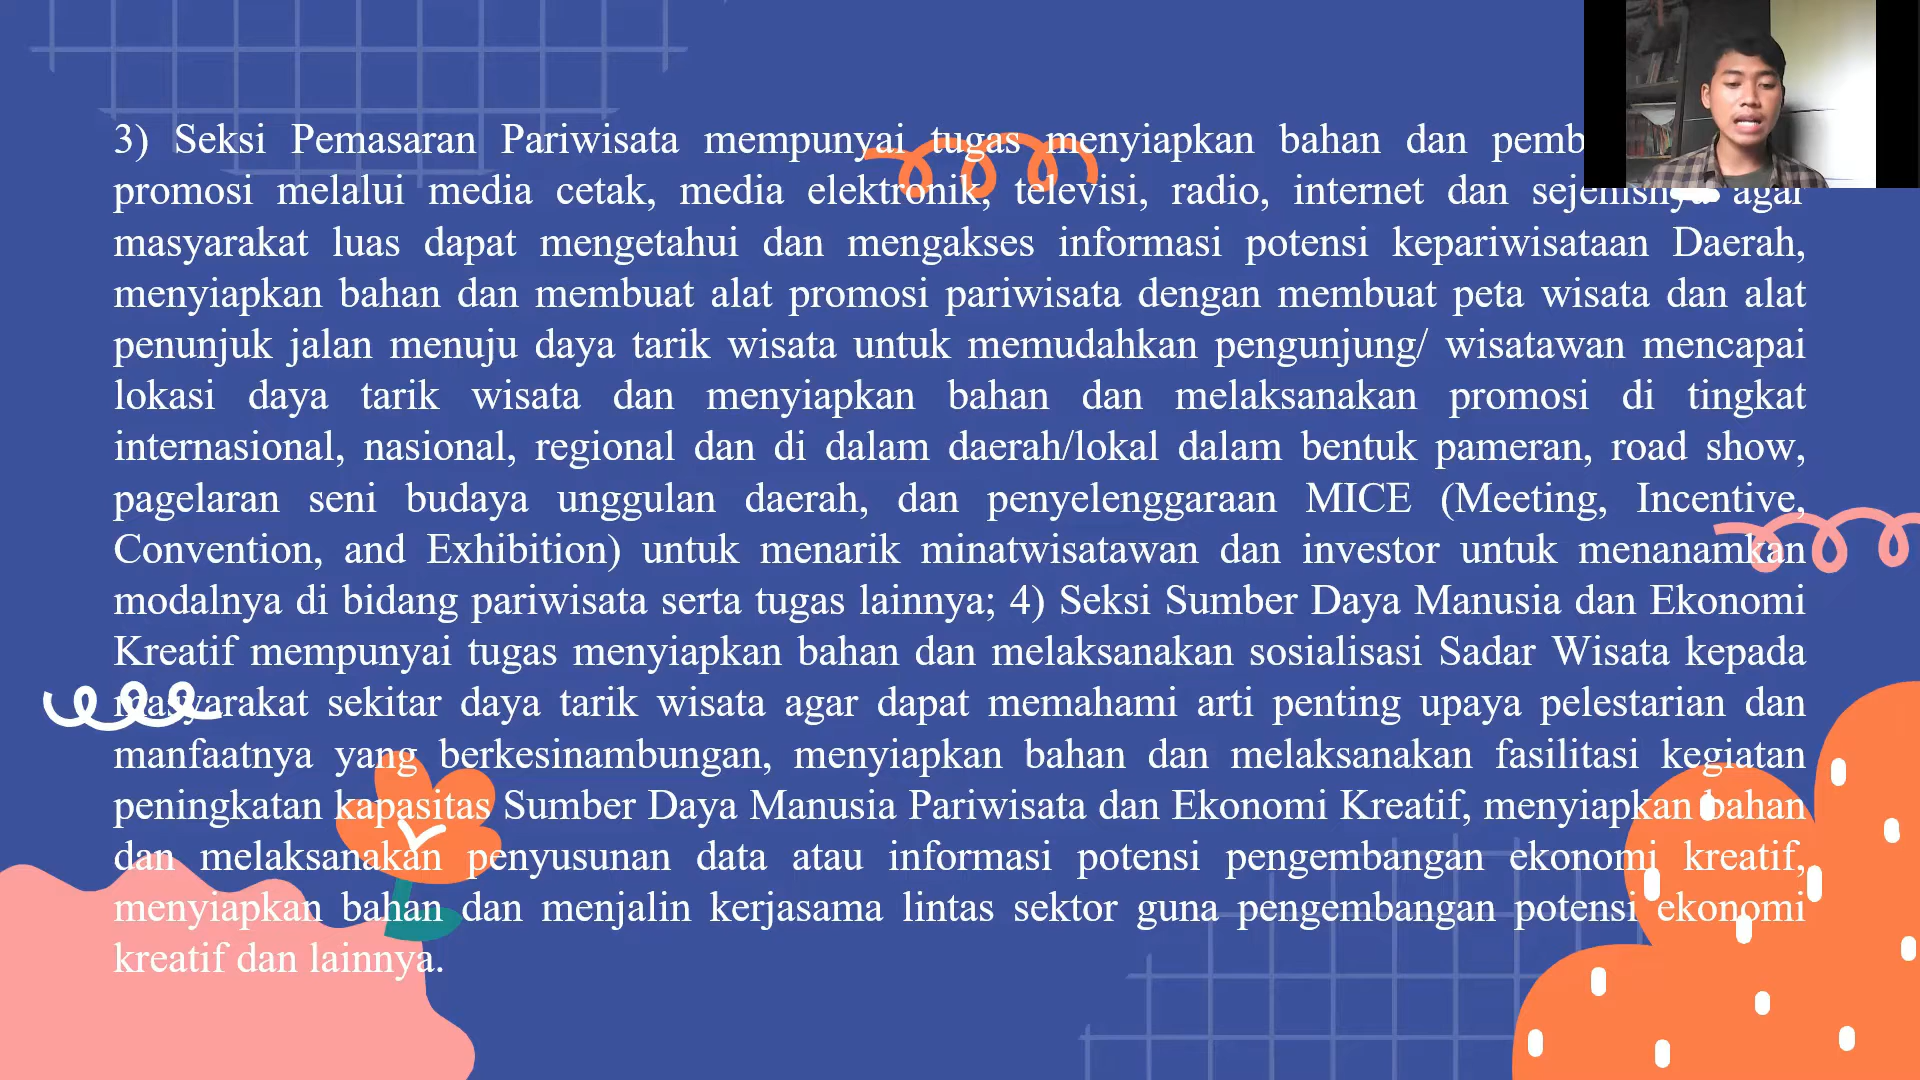 3) Seksi Pemasaran Pariwisata mempunyai tugas menyiapkan bahan dan
promosi melalui media cetak, media elektronik, televisi, radio, internet dan sejenisnya agar
masyarakat luas dapat mengetahui dan mengakses informasi potensi kepariwisataan Daerah,
menyiapkan bahan dan membuat alat promosi pariwisata dengan membuat peta wisata dan alat
penunjuk jalan menuju daya tarik wisata untuk memudahkan pengunjung/ wisatawan mencapai
lokasi daya tarik wisata dan menyiapkan bahan dan melaksanakan promosi di tingkat
internasional, nasional, regional dan di dalam daerah/lokal dalam bentuk pameran, road show,
pagelaran seni budaya unggulan daerah, dan penyelenggaraan MICE (Meeting, Incentive,
Convention, and Exhibition) untuk menarik minatwisatawan dan investor untuk menanamkan
modalnya di bidang pariwisata serta tugas lainnya; 4) Seksi Sumber Daya Manusia dan Ekonomi
Kreatif mempunyai tugas menyiapkan bahan dan melaksanakan sosialisasi Sadar Wisata kepada
masyarakat sekitar daya tarik wisata agar dapat memahami arti penting upaya pelestarian dan
manfaatnya yang berkesinambungan, menyiapkan bahan dan melaksanakan fasilitasi kegiatan
peningkatan kapasitas Sumber Daya Manusia Pariwisata dan Ekonomi Kreatif, menyiapkan bahan
dan melaksanakan penyusunan data atau informasi potensi pengembangan ekonomi kreatif,
menyiapkan bahan dan menjalin kerjasama lintas sektor guna pengembangan potensi ekonomi
kreatif dan lainnya.